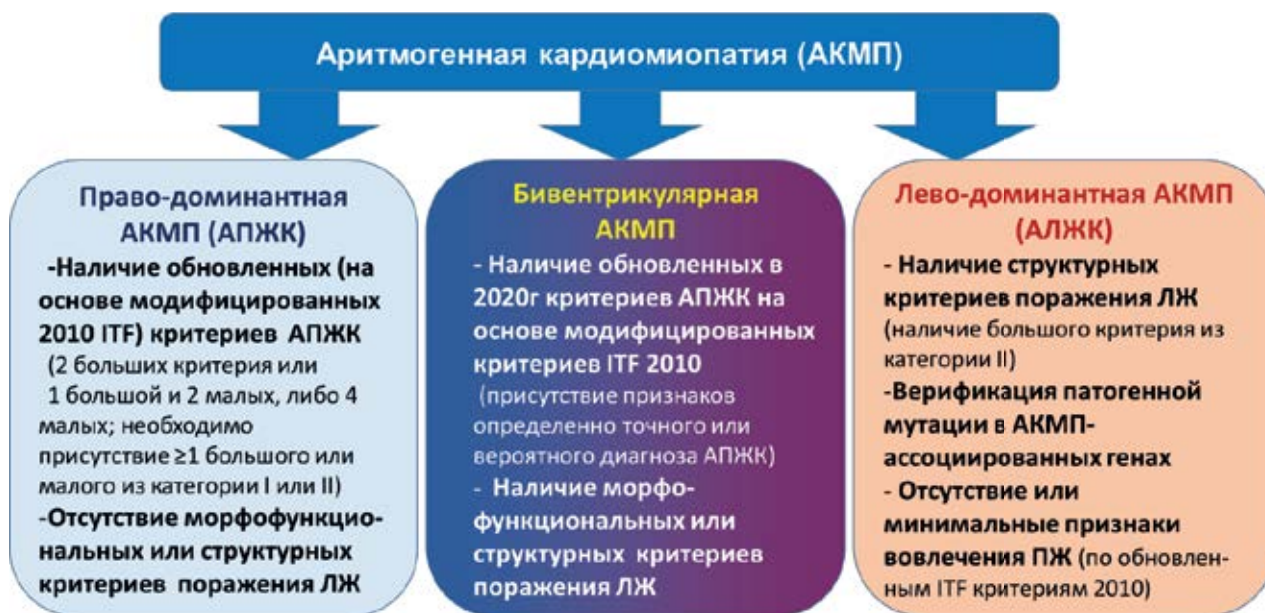 Аритмогенная кардиомиопатия (АКМП)
Право-доминантная
АКМП (АПЖК)
-Наличие обновленных (на
основе модифицированных
2010 ITF) критериев АПЖК
(2 больших критерия или
1 большой и 2 малых, либо 4
малых; необходимо
присутствие ≥1 большого или
малого из категории I или II)
-Отсутствие морфофункцио-
нальных или структурных
критериев поражения ЛЖ
Бивентрикулярная
АКМП
- Наличие обновленных в
2020г критериев АПЖК на
основе модифицированных
критериев ITF 2010
(присутствие признаков
определенно точного или
вероятного диагноза АПЖК)
- Наличие морфо-
функциональных или
структурных критериев
поражения ЛЖ
Лево-доминантная АКМП
(АЛЖК)
- Наличие структурных
критериев поражения ЛЖ
(наличие большого критерия из
категории II)
-Верификация патогенной
мутации в АКМП-
ассоциированных генах
- Отсутствие или
минимальные признаки
вовлечения ПЖ (по обновлен-
ным ITF критериям 2010)